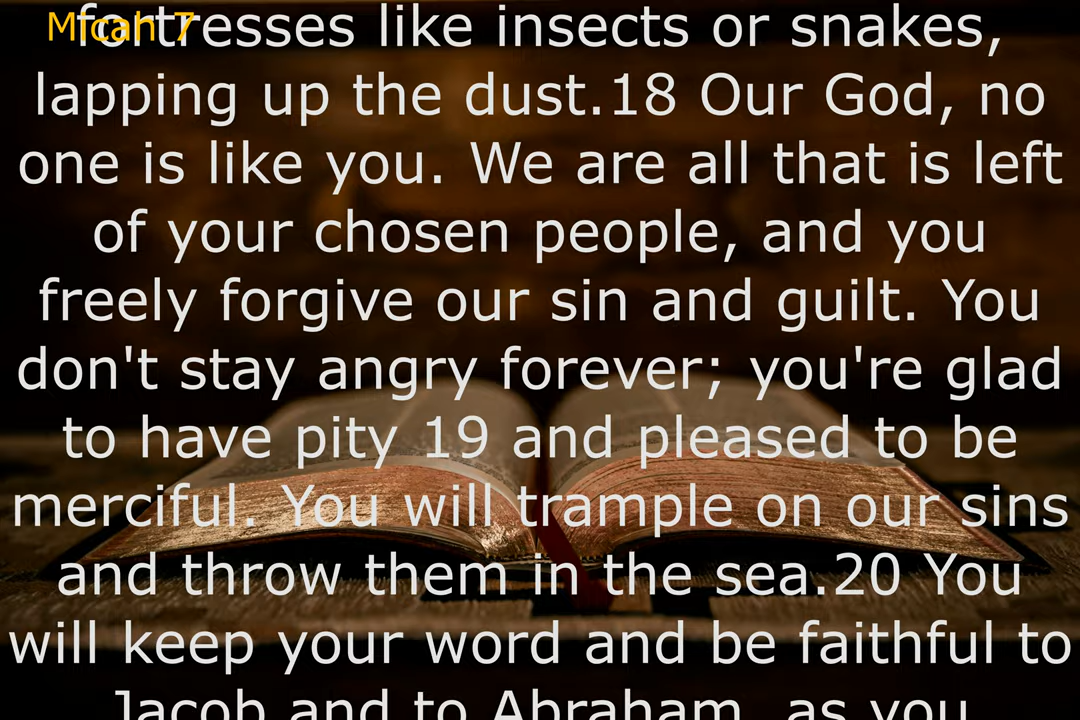 Micah 7
fortresses like insects or snakes,
lapping up the dust.18 Our God, no
one is like you. We are all that is left
of your chosen people, and you
freely forgive our sin and guilt. You
don't stay angry forever; you're glad
to have pity 19 and pleased to be
merciful. You will trample on our sins
and throw them in the sea.20 You
will keep your word and be faithful to
Jacob and to Abraham, as you